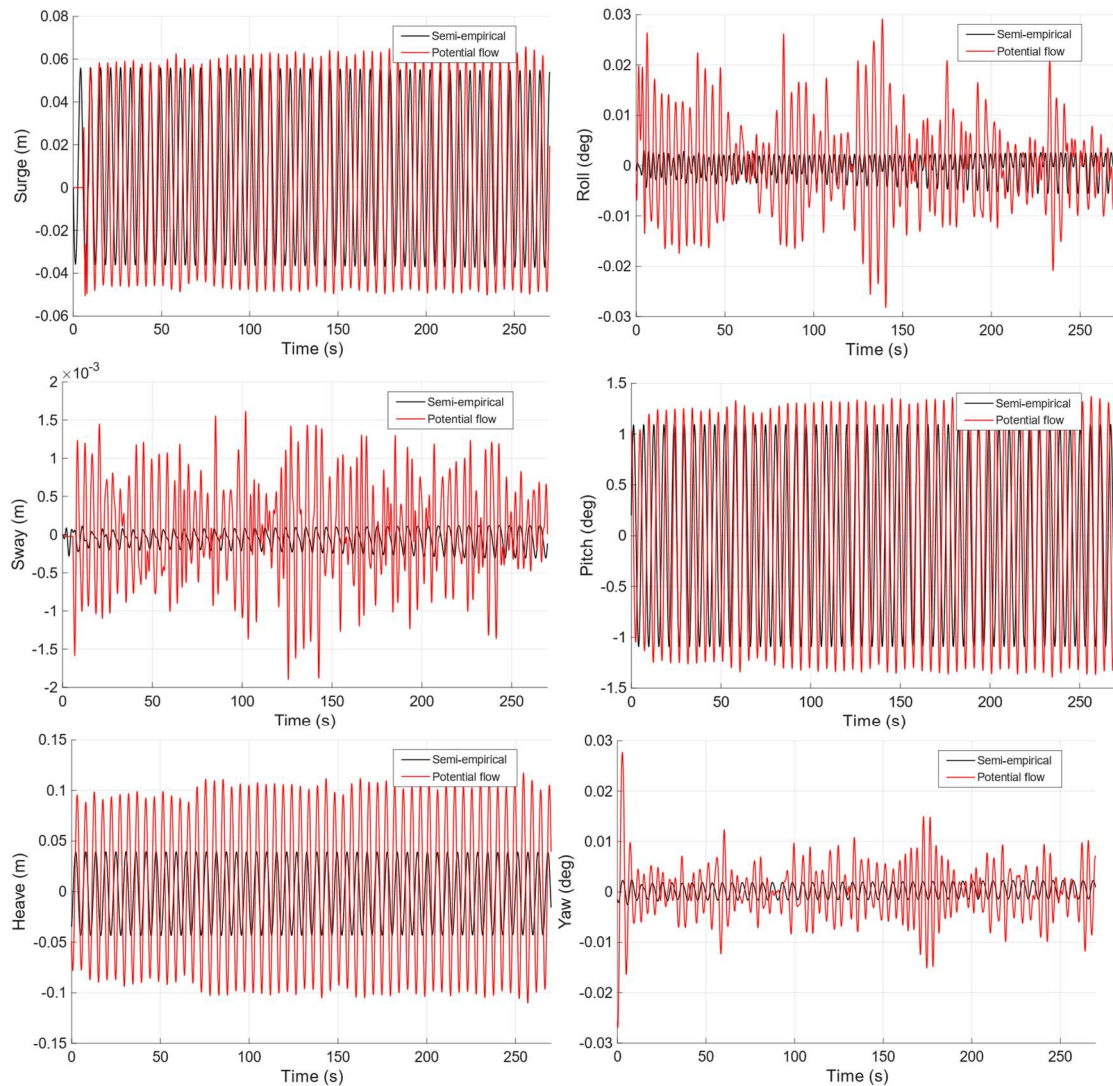 Surge (m)
0.08
0.06
0.04
0.02
0
-0.02
-0.04
-0.06
0 50 100 150 200 250
Time (s)
Semi-empirical
Potential flow
Roll (deg)
0.03
0.02
0.01
0
-0.01
-0.02
-0.03
0 50 100 150 200 250
Time (s)
Semi-empirical
Potential flow
Sway (m)
×10-3
2
1.5
1
0.5
0
-0.5
-1
-1.5
-2
0 50 100 150 200 250
Time (s)
Semi-empirical
Potential flow
Pitch (deg)
1.5
1
0.5
0
-0.5
-1
-1.5
0 50 100 150 200 250
Time (s)
Semi-empirical
Potential flow
Heave (m)
0.15
0.1
0.05
0
-0.05
-0.1
-0.15
0 50 100 150 200 250
Time (s)
Semi-empirical
Potential flow
Yaw (deg)
0.03
0.02
0.01
0
-0.01
-0.02
-0.03
0 50 100 150 200 250
Time (s)
Semi-empirical
Potential flow